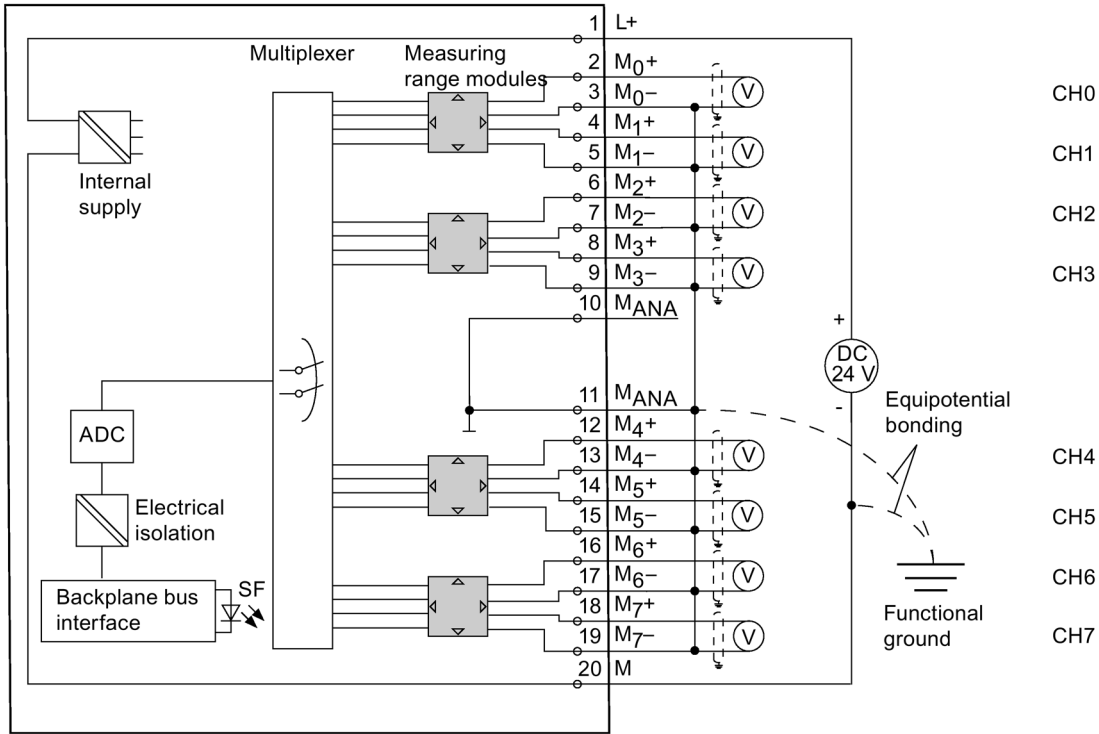 1 L+
Multiplexer
Measuring
range modules
2 M0+
3 M0–
CH0
4 M1+
5 M1–
CH1
Internal
supply
6 M2+
7 M2–
CH2
8 M3+
9 M3–
CH3
10 MANA
V
V
V
V
+
DC
24 V
-
11 MANA
Equipotential
bonding
ADC
12 M4+
13 M4–
CH4
14 M5+
15 M5–
CH5
Electrical
isolation
16 M6+
17 M6–
CH6
18 M7+
19 M7–
CH7
20 M
V
V
V
V
Backplane bus
interface
SF
Functional
ground